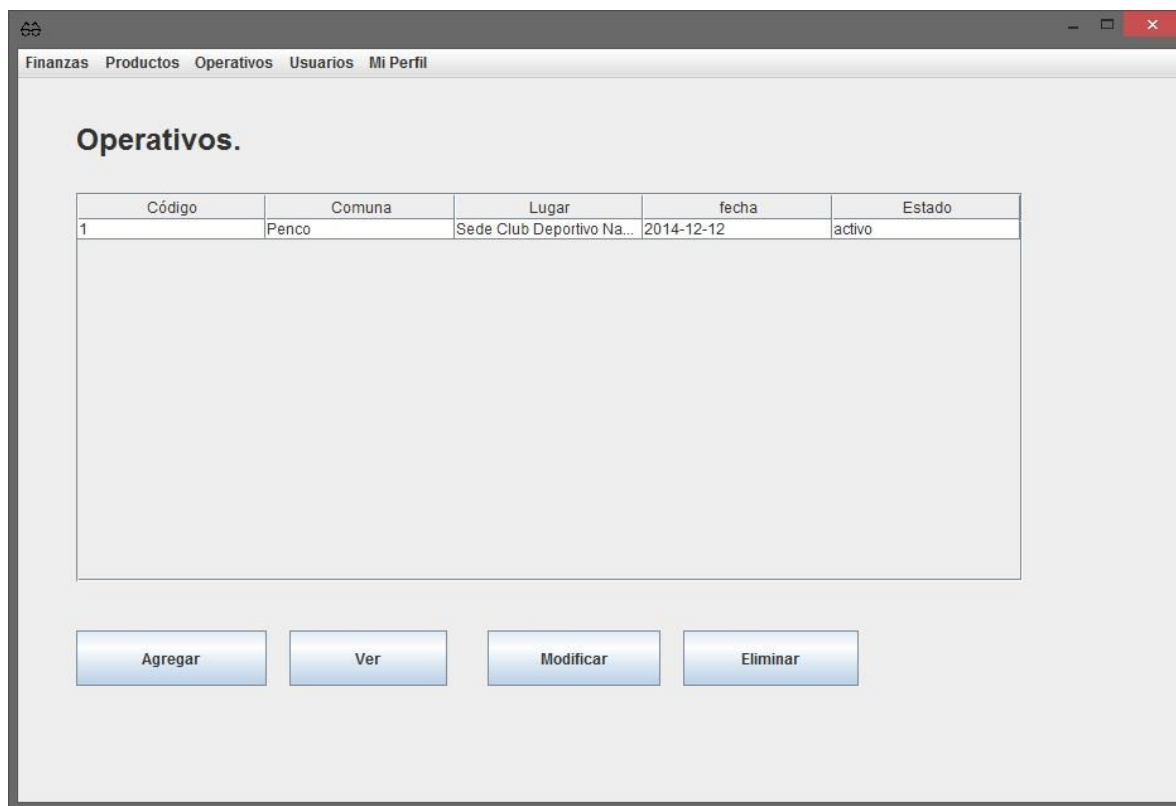 Finanzas Productos Operativos Usuarios Mi Perfil
Operativos.
Código Comuna Lugar fecha Estado
1 Penco Sede Club Deportivo Na... 2014-12-12 activo
Agregar Ver Modificar Eliminar